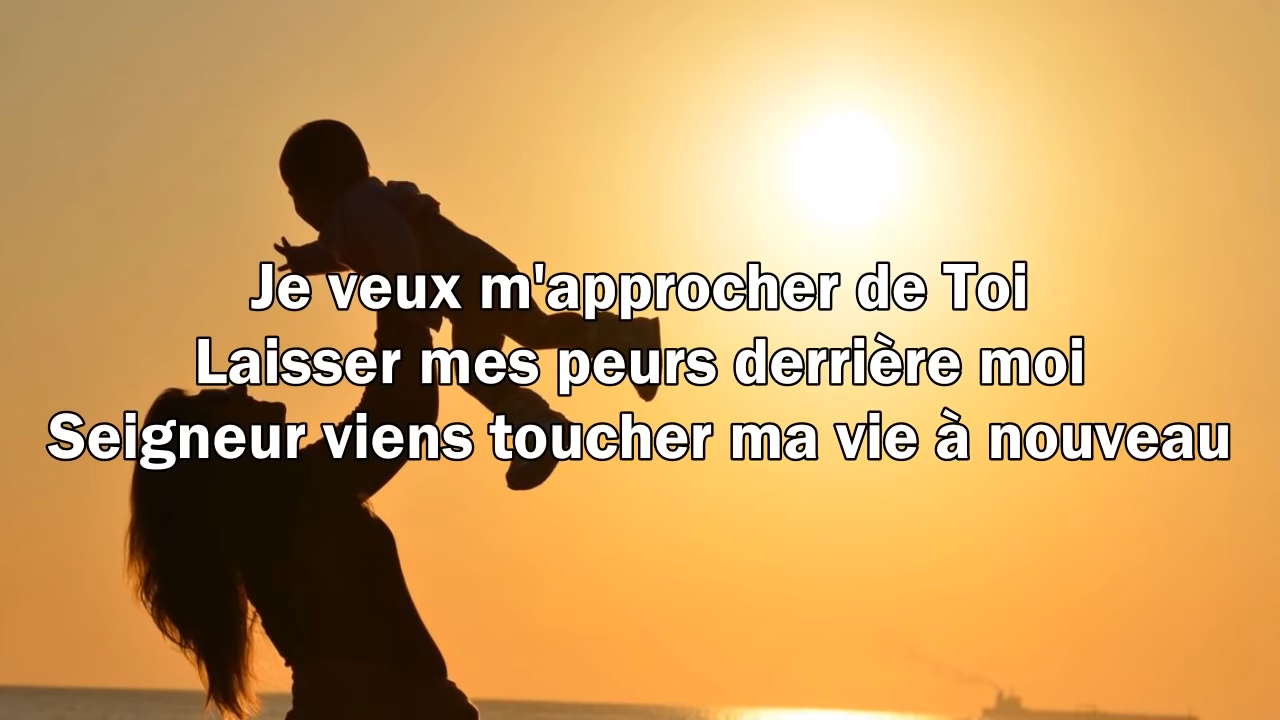 Je veux m'approcher de Toi
Laisser mes peurs derrière moi
Seigneur viens toucher ma vie à nouveau